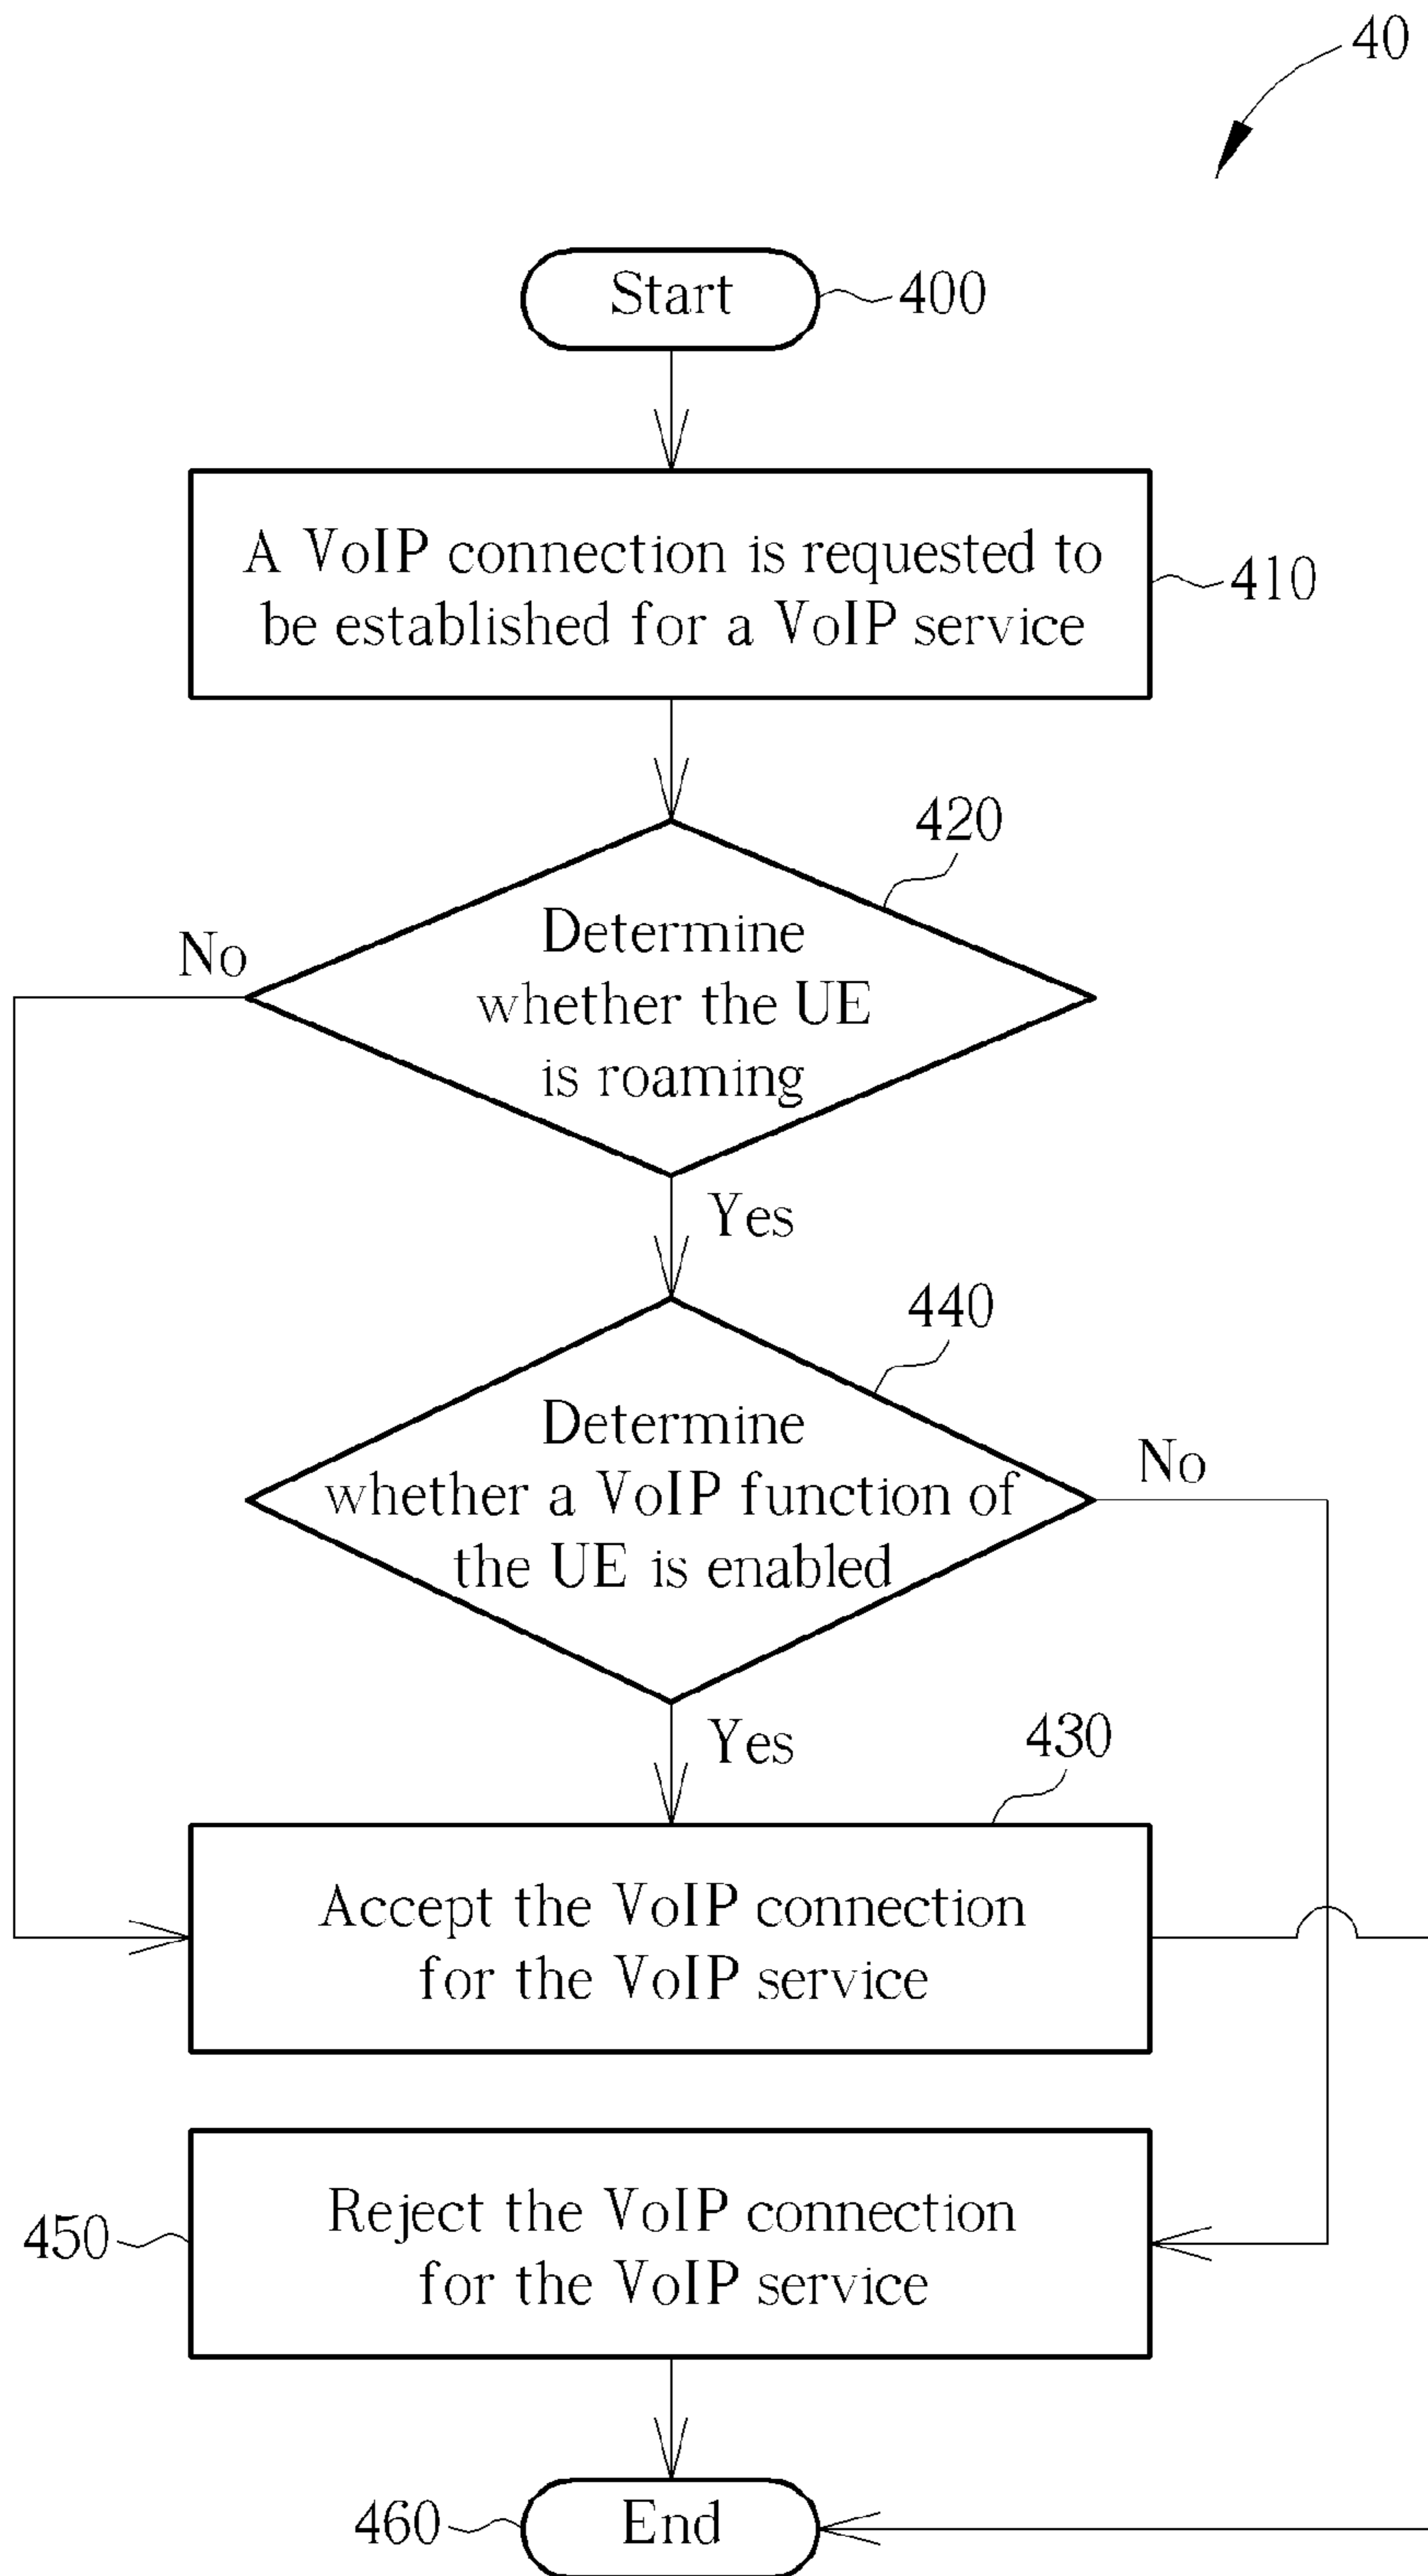 40
Start
400
A VoIP connection is requested to
be established for a VoIP service
410
420
No
Determine
whether the UE
is roaming
Yes
440
Determine
whether a VoIP function of
the UE is enabled
No
Yes
430
Accept the VoIP connection
for the VoIP service
450
Reject the VoIP connection
for the VoIP service
460
End